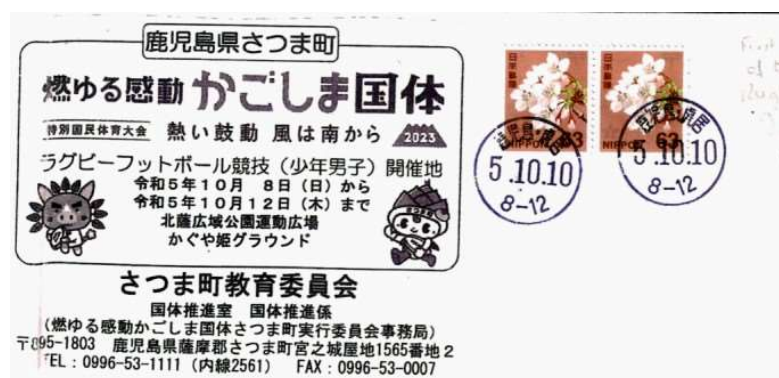 鹿児島県さつま町
燃ゆる感動 かごしま国体
特別国民体育大会 熱い鼓動 風は南から 2023
ラグビーフットボール競技（少年男子）開催地
令和5年10月 8日（日）から
令和5年10月12日（木）まで
北薩広域公園運動広場
かぐや姫グラウンド
さつま町教育委員会
国体推進室 国体推進係
（燃ゆる感動かごしま国体さつま町実行委員会事務局）
〒895-1803 鹿児島県薩摩郡さつま町宮之城屋地1565番地2
TEL：0996-53-1111（内線2561） FAX：0996-53-0007
日本郵便
NIPPON 63
日本郵便
NIPPON 63
5.10.10
8-12
5.10.10
8-12